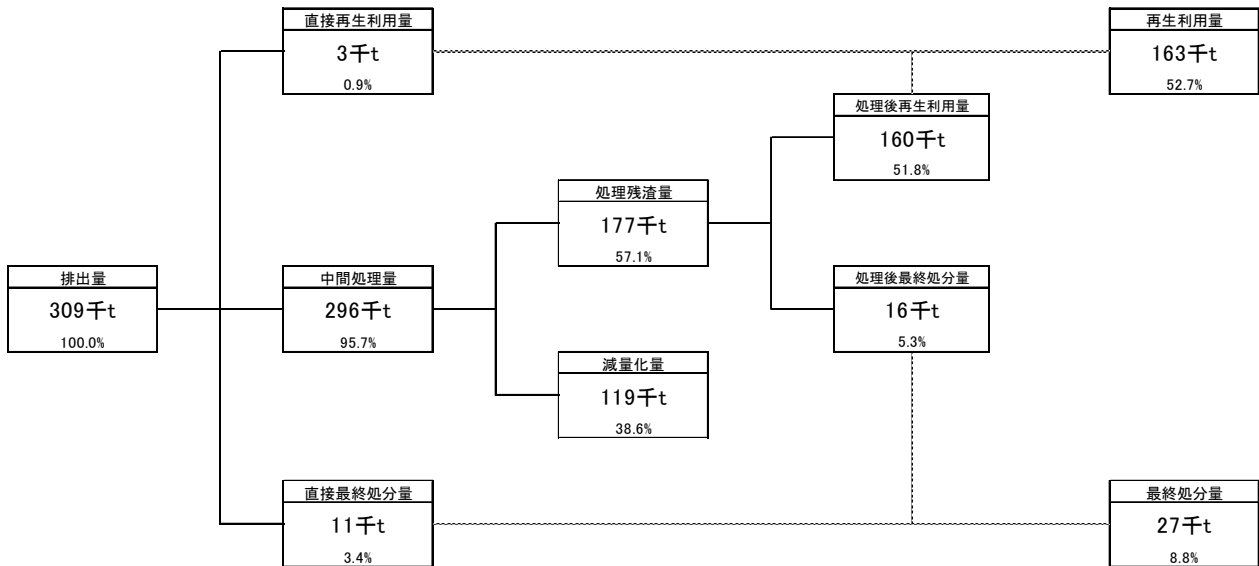 直接再生利用量
3千t
0.9%
再生利用量
163千t
52.7%
処理後再生利用量
160千t
51.8%
処理残渣量
177千t
57.1%
排出量
309千t
100.0%
中間処理量
296千t
95.7%
処理後最終処分量
16千t
5.3%
減量化量
119千t
38.6%
直接最終処分量
11千t
3.4%
最終処分量
27千t
8.8%